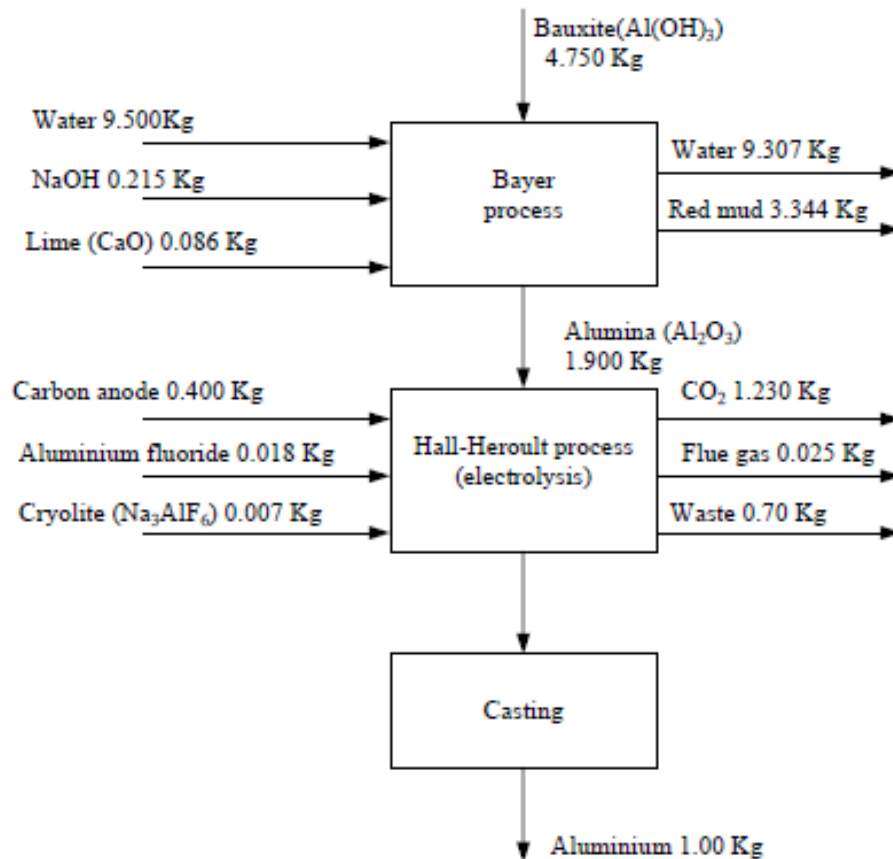 Bauxite(Al(OH)₃)
4.750 Kg
Water 9.500Kg
NaOH 0.215 Kg
Lime (CaO) 0.086 Kg
Bayer
process
Water 9.307 Kg
Red mud 3.344 Kg
Alumina (Al₂O₃)
1.900 Kg
Carbon anode 0.400 Kg
Aluminium fluoride 0.018 Kg
Cryolite (Na₃AlF₆) 0.007 Kg
Hall-Heroult process
(electrolysis)
CO₂ 1.230 Kg
Flue gas 0.025 Kg
Waste 0.70 Kg
Casting
Aluminium 1.00 Kg